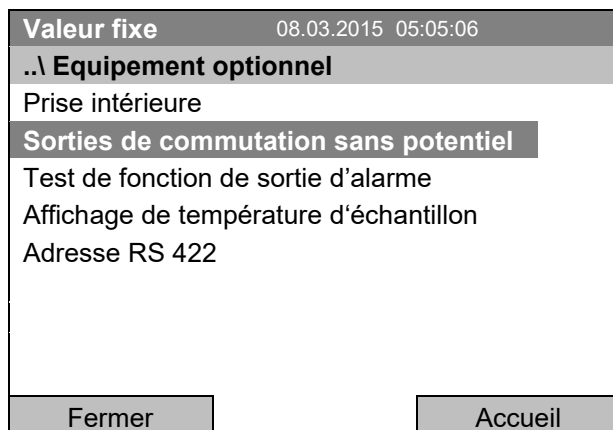 Valeur fixe 08.03.2015 05:05:06
..\ Equipement optionnel
Prise intérieure
Sorties de commutation sans potentiel
Test de fonction de sortie d’alarme
Affichage de température d‘échantillon
Adresse RS 422
Fermer Accueil